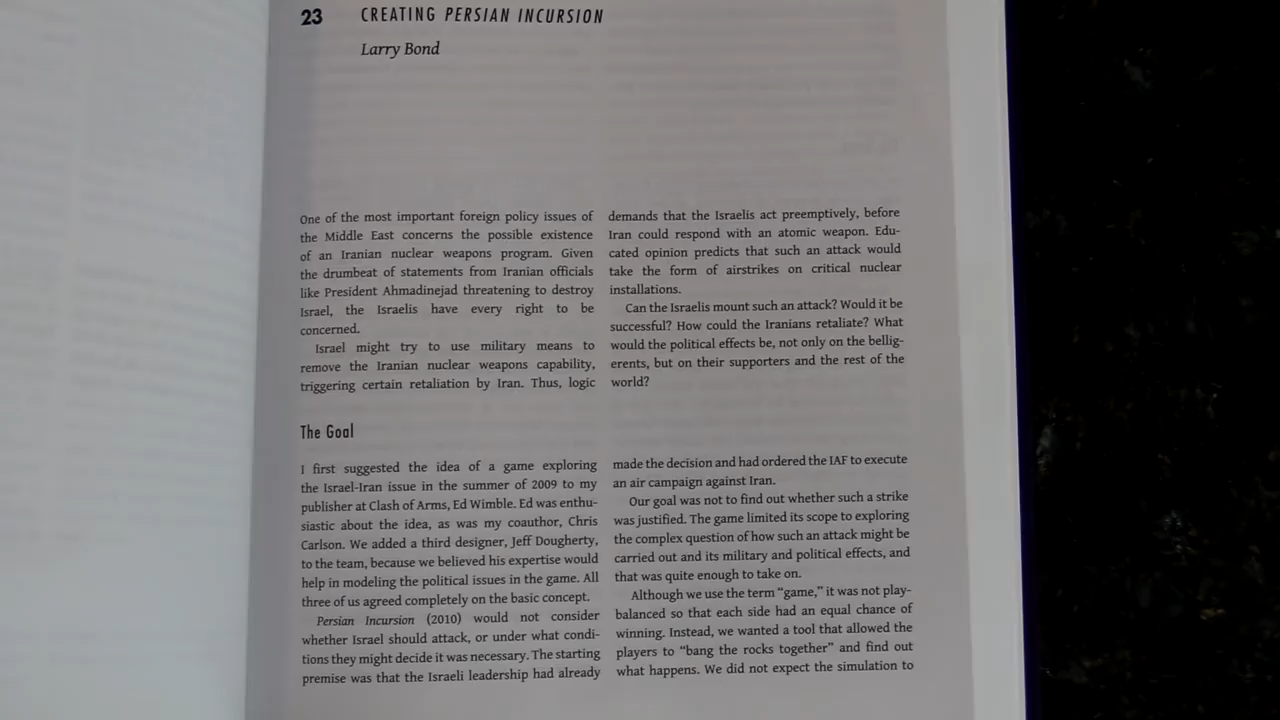 23 CREATING PERSIAN INCURSION
Larry Bond
One of the most important foreign policy issues of
the Middle East concerns the possible existence
of an Iranian nuclear weapons program. Given
the drumbeat of statements from Iranian officials
like President Ahmadinejad threatening to destroy
Israel, the Israelis have every right to be
concerned.
Israel might try to use military means to
remove the Iranian nuclear weapons capability,
triggering certain retaliation by Iran. Thus, logic
demands that the Israelis act preemptively, before
Iran could respond with an atomic weapon. Edu-
cated opinion predicts that such an attack would
take the form of airstrikes on critical nuclear
installations.
Can the Israelis mount such an attack? Would it be
successful? How could the Iranians retaliate? What
would the political effects be, not only on the bellig-
erents, but on their supporters and the rest of the
world?
The Goal
I first suggested the idea of a game exploring
the Israel-Iran issue in the summer of 2009 to my
publisher at Clash of Arms, Ed Wimble. Ed was enthu-
siastic about the idea, as was my coauthor, Chris
Carlson. We added a third designer, Jeff Dougherty,
to the team, because we believed his expertise would
help in modeling the political issues in the game. All
three of us agreed completely on the basic concept.
Persian Incursion (2010) would not consider
whether Israel should attack, or under what condi-
tions they might decide it was necessary. The starting
premise was that the Israeli leadership had already
made the decision and had ordered the IAF to execute
an air campaign against Iran.
Our goal was not to find out whether such a strike
was justified. The game limited its scope to exploring
the complex question of how such an attack might be
carried out and its military and political effects, and
that was quite enough to take on.
Although we use the term “game,” it was not play-
balanced so that each side had an equal chance of
winning. Instead, we wanted a tool that allowed the
players to “bang the rocks together” and find out
what happens. We did not expect the simulation to